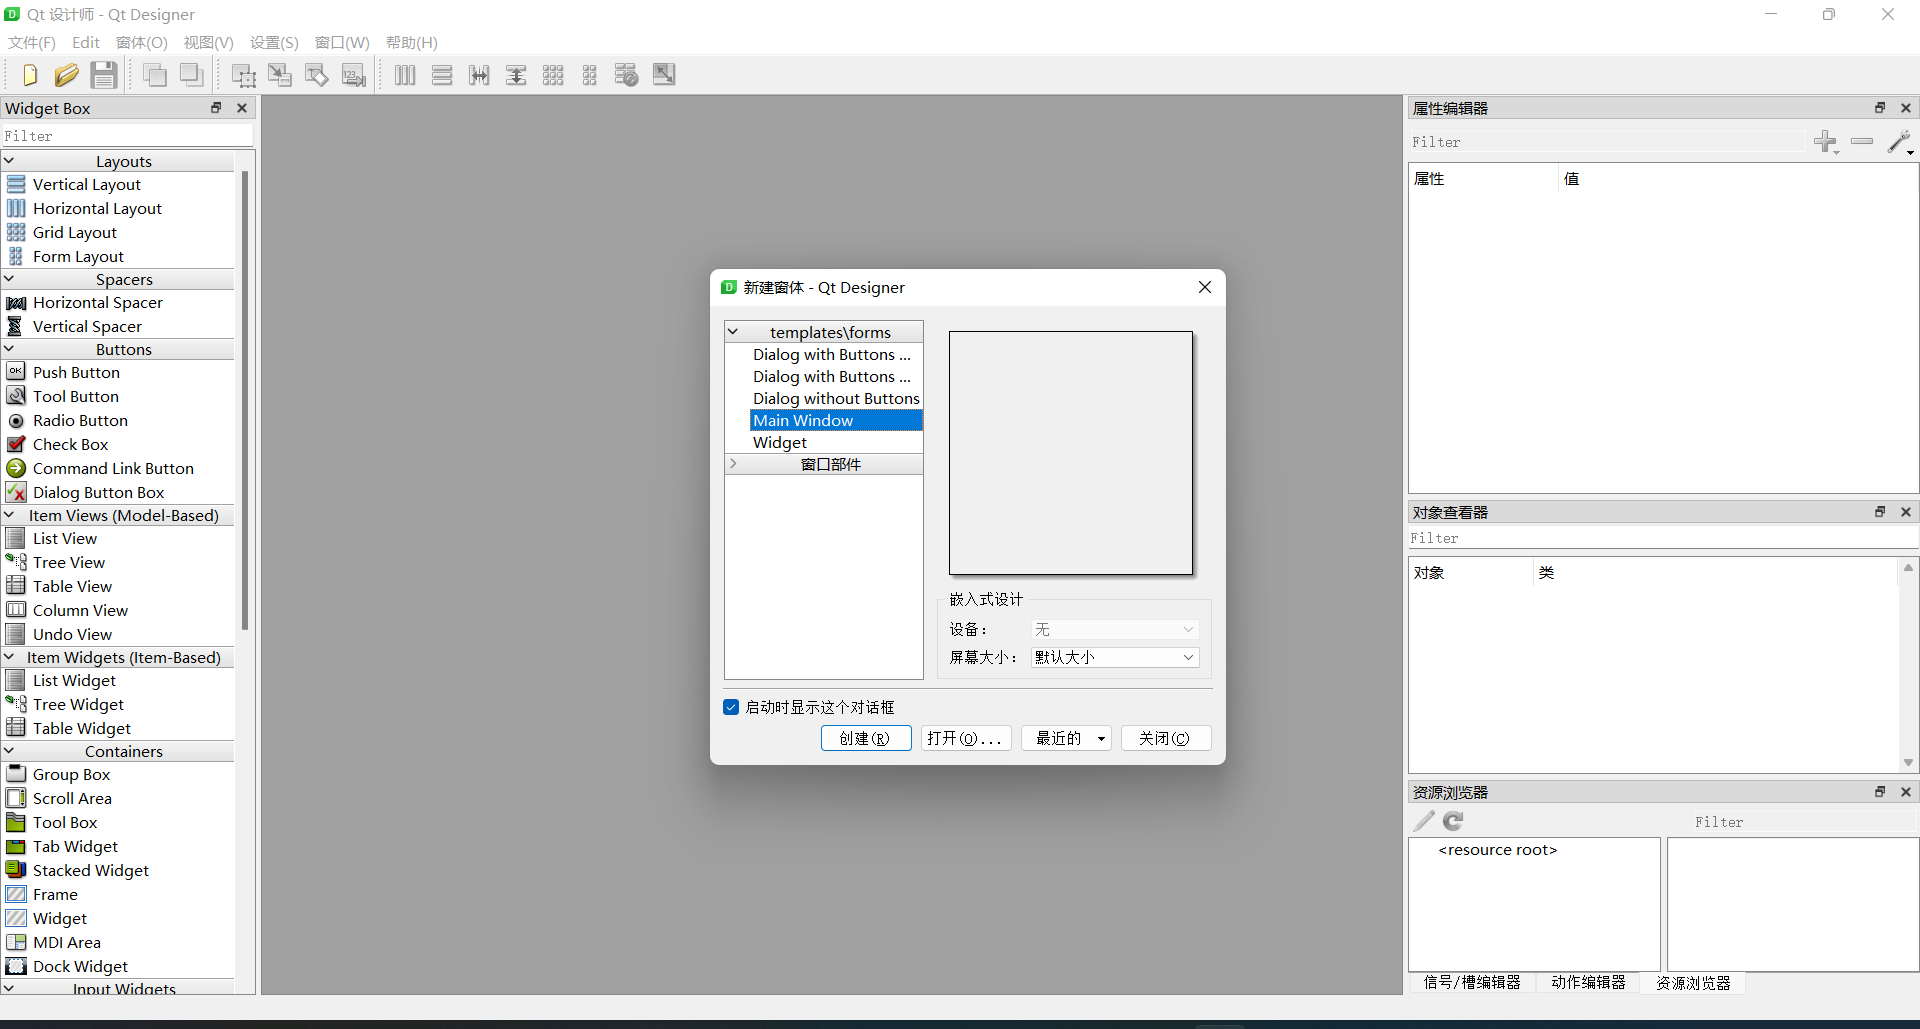 Qt 设计师 - Qt Designer
文件(F) Edit 窗体(O) 视图(V) 设置(S) 窗口(W) 帮助(H)
Widget Box
Filter
Layouts
Vertical Layout
Horizontal Layout
Grid Layout
Form Layout
Spacers
Horizontal Spacer
Vertical Spacer
Buttons
Push Button
Tool Button
Radio Button
Check Box
Command Link Button
Dialog Button Box
Item Views (Model-Based)
List View
Tree View
Table View
Column View
Undo View
Item Widgets (Item-Based)
List Widget
Tree Widget
Table Widget
Containers
Group Box
Scroll Area
Tool Box
Tab Widget
Stacked Widget
Frame
Widget
MDI Area
Dock Widget
Input Widgets
新建窗体 - Qt Designer
templates\forms
Dialog with Buttons ...
Dialog with Buttons ...
Dialog without Buttons
Main Window
Widget
窗口部件
嵌入式设计
设备： 无
屏幕大小： 默认大小
启动时显示这个对话框
创建(R) 打开(O)... 最近的 关闭(C)
属性编辑器
Filter
属性 值
对象查看器
Filter
对象 类
资源浏览器
Filter
<resource root>
信号/槽编辑器 动作编辑器 资源浏览器